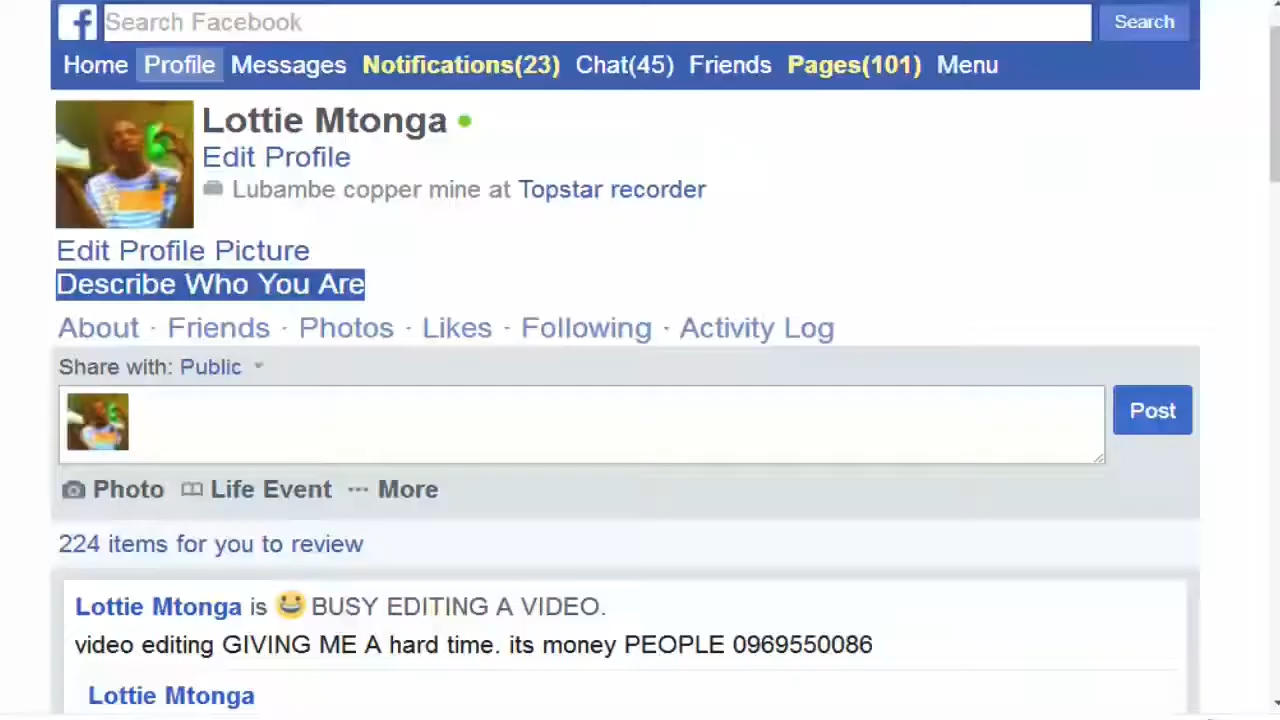 Search Facebook Search
Home Profile Messages Notifications(23) Chat(45) Friends Pages(101) Menu
Lottie Mtonga
Edit Profile
Lubambe copper mine at Topstar recorder
Edit Profile Picture
Describe Who You Are
About · Friends · Photos · Likes · Following · Activity Log
Share with: Public
Post
Photo Life Event ··· More
224 items for you to review
Lottie Mtonga is 😀 BUSY EDITING A VIDEO.
video editing GIVING ME A hard time. its money PEOPLE 0969550086
Lottie Mtonga